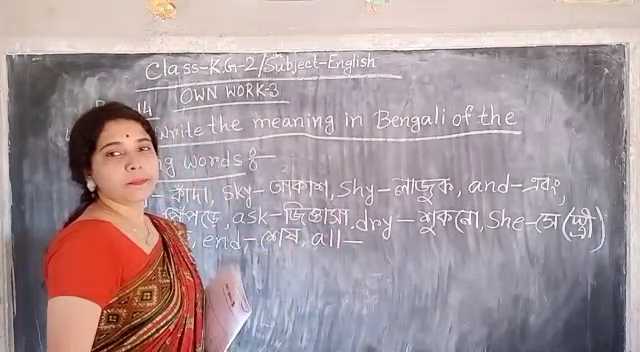 Class-K.G-2/Subject-English
OWN WORK-3
14
Write the meaning in Bengali of the
words:-
- কাঁদা, sky-আকাশ, shy-লাজুক, and-এবং,
পিঁপড়ে, ask-জিজ্ঞাসা, dry-শুকনো, She-সে (স্ত্রী)
, end-শেষ, all-